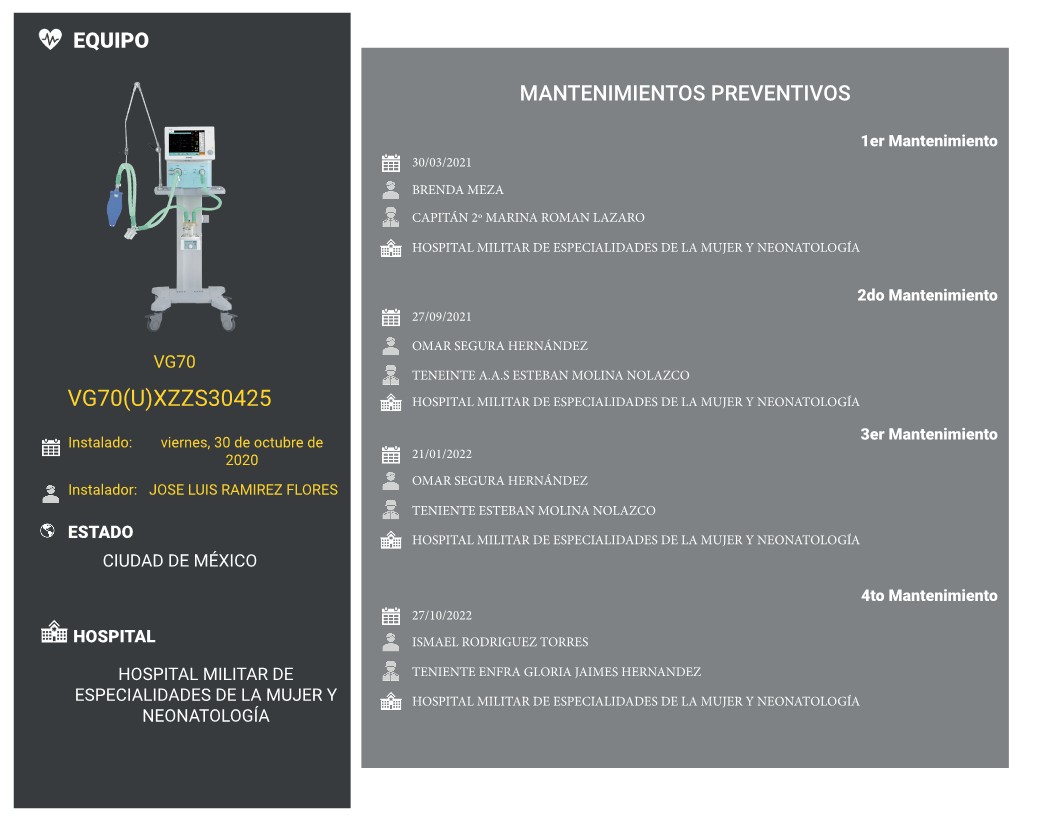 EQUIPO
VG70
VG70(U)XZZS30425
Instalado: viernes, 30 de octubre de
2020
Instalador: JOSE LUIS RAMIREZ FLORES
ESTADO
CIUDAD DE MÉXICO
HOSPITAL
HOSPITAL MILITAR DE
ESPECIALIDADES DE LA MUJER Y
NEONATOLOGÍA
MANTENIMIENTOS PREVENTIVOS
1er Mantenimiento
30/03/2021
BRENDA MEZA
CAPITÁN 2º MARINA ROMAN LAZARO
HOSPITAL MILITAR DE ESPECIALIDADES DE LA MUJER Y NEONATOLOGÍA
2do Mantenimiento
27/09/2021
OMAR SEGURA HERNÁNDEZ
TENEINTE A.A.S ESTEBAN MOLINA NOLAZCO
HOSPITAL MILITAR DE ESPECIALIDADES DE LA MUJER Y NEONATOLOGÍA
3er Mantenimiento
21/01/2022
OMAR SEGURA HERNÁNDEZ
TENIENTE ESTEBAN MOLINA NOLAZCO
HOSPITAL MILITAR DE ESPECIALIDADES DE LA MUJER Y NEONATOLOGÍA
4to Mantenimiento
27/10/2022
ISMAEL RODRIGUEZ TORRES
TENIENTE ENFRA GLORIA JAIMES HERNANDEZ
HOSPITAL MILITAR DE ESPECIALIDADES DE LA MUJER Y NEONATOLOGÍA